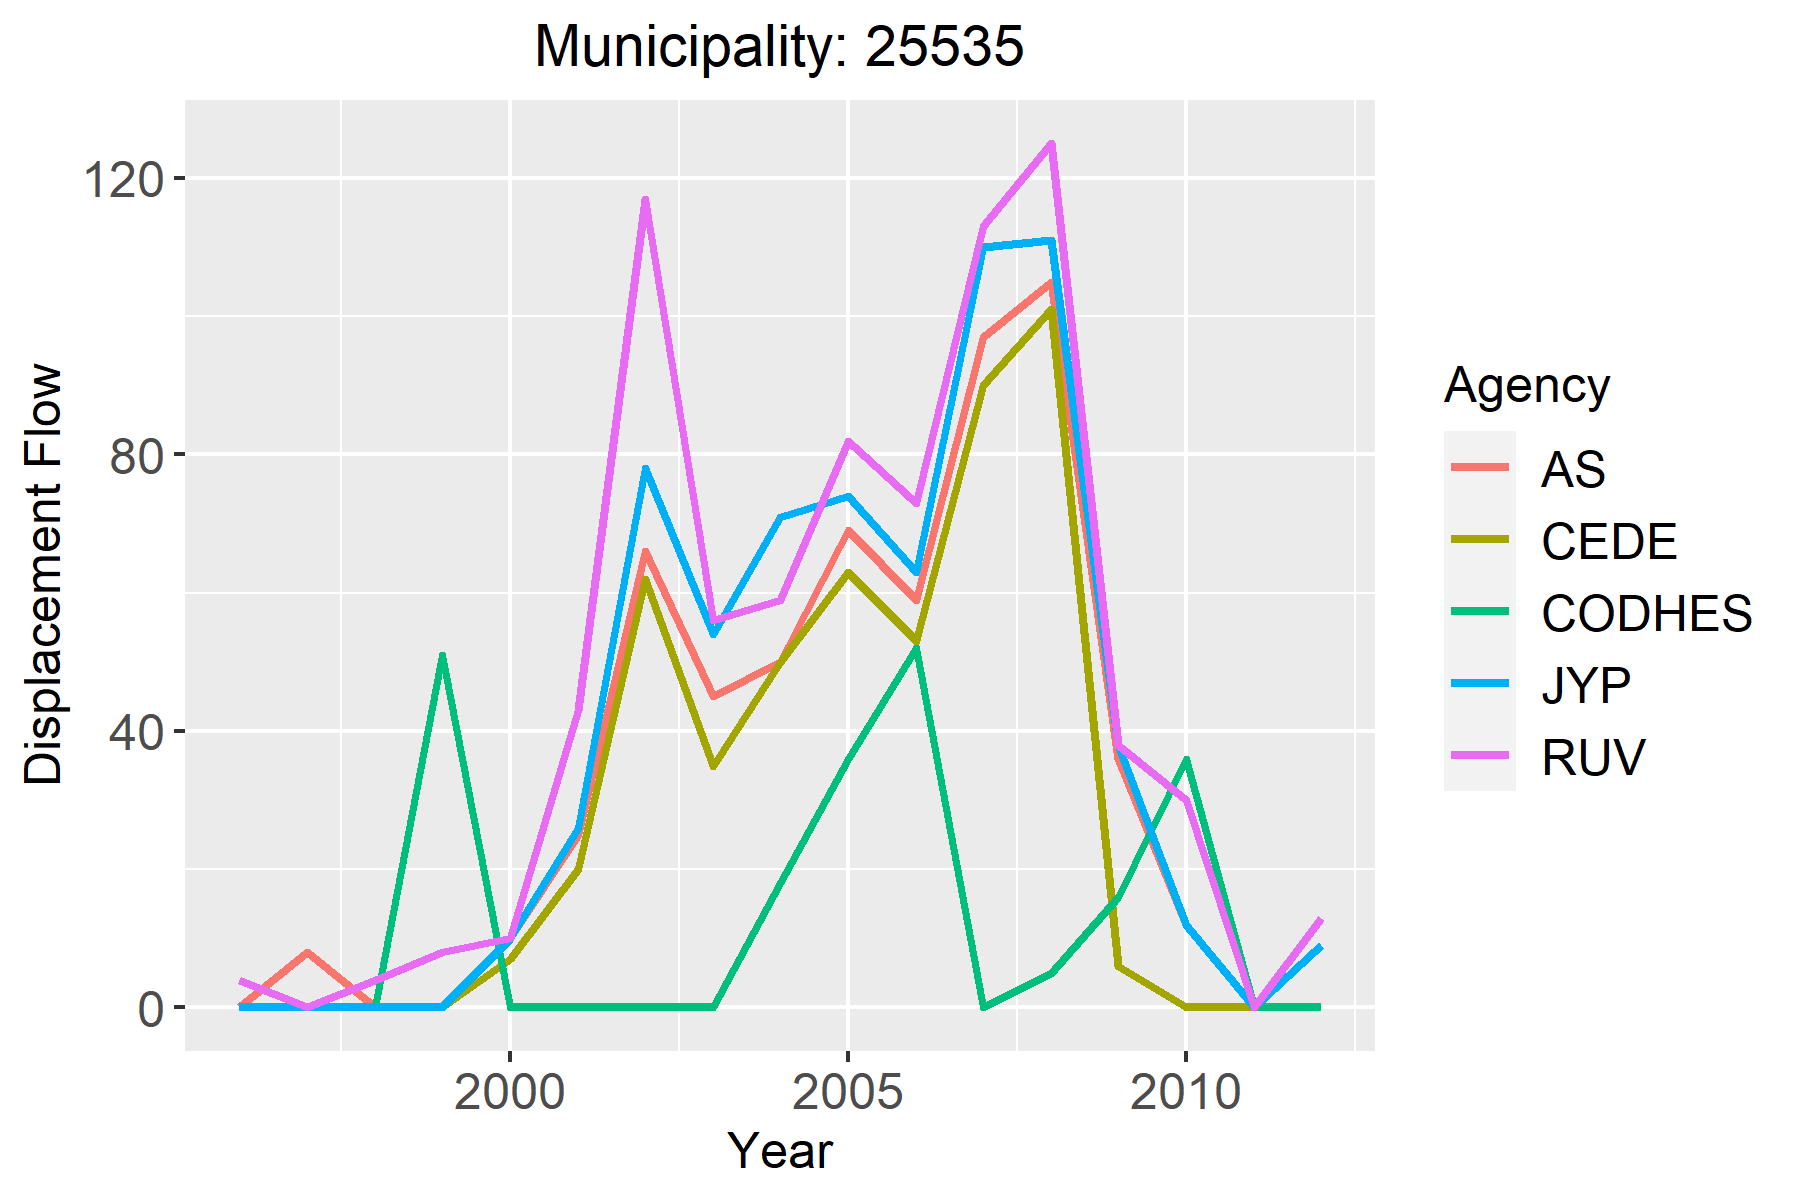 Municipality: 25535
120
80
40
0
Displacement Flow
2000 2005 2010
Year
Agency
AS
CEDE
CODHES
JYP
RUV